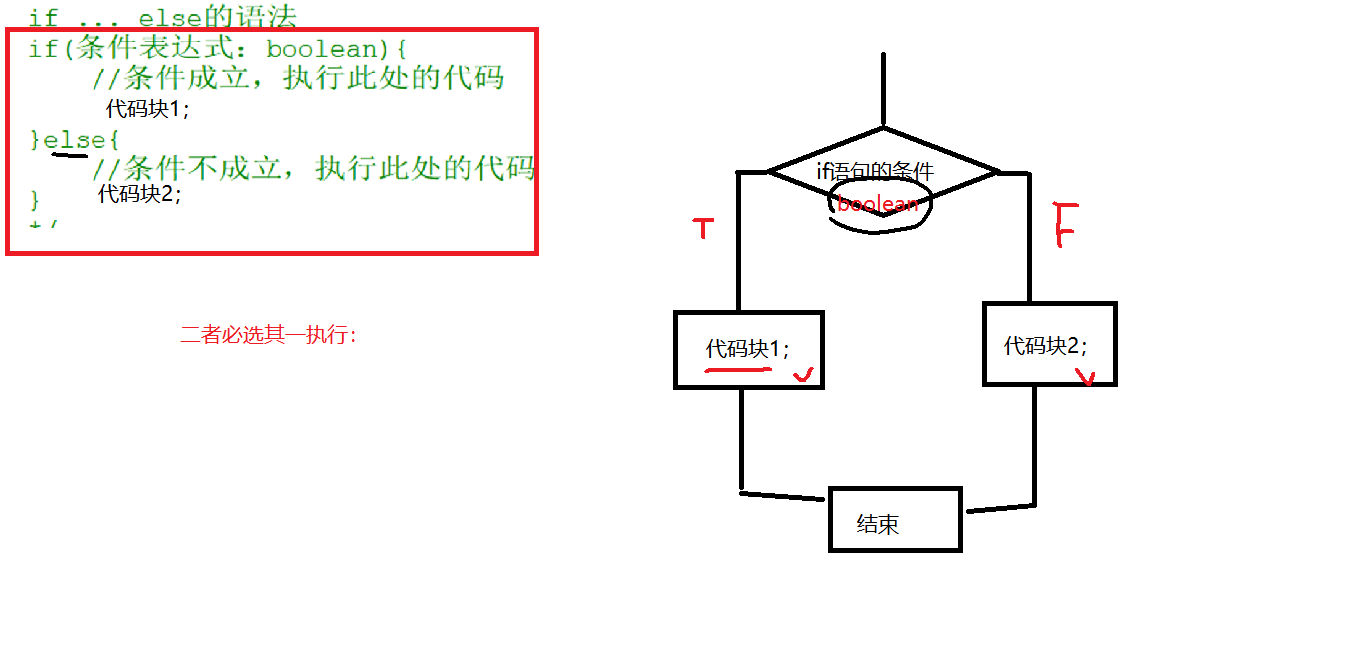 if ... else的语法
if(条件表达式: boolean){
//条件成立，执行此处的代码
代码块1;
}else{
//条件不成立，执行此处的代码
代码块2;
}
*/
二者必选其一执行:
if语句的条件
boolean
T
F
代码块1;
代码块2;
结束